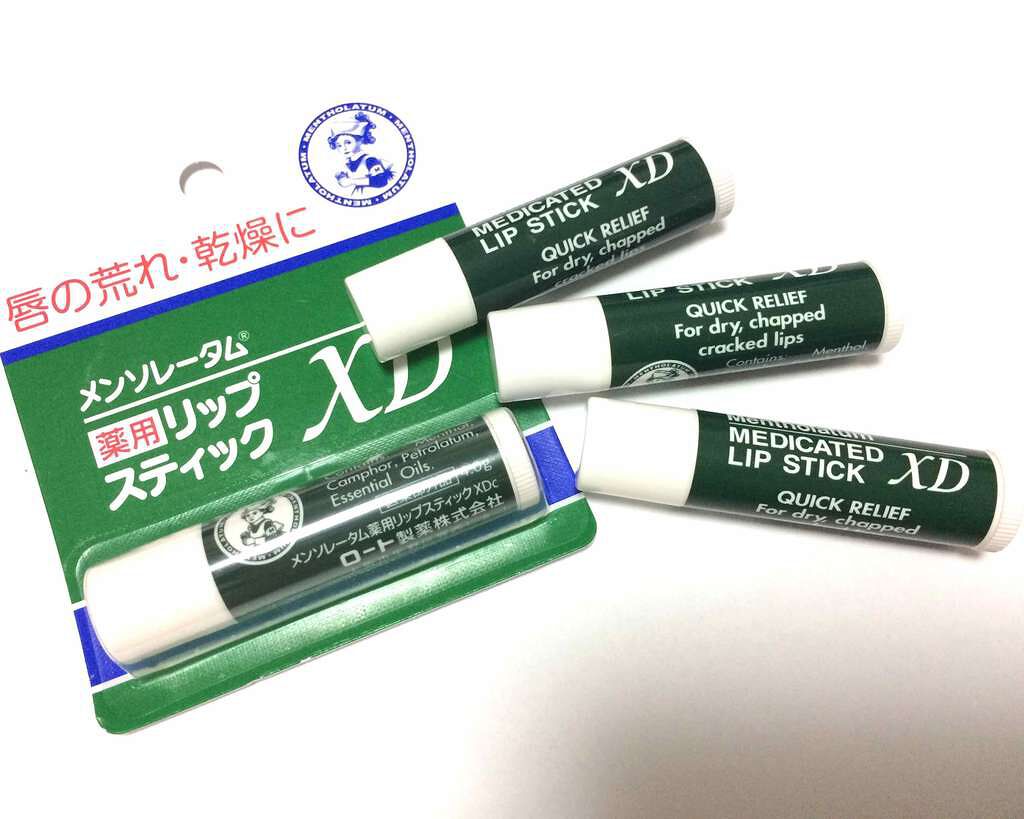 MENTHOLATUM · MENTHOLATUM · MENTHOLATUM
唇の荒れ・乾燥に
メンソレータム®
薬用 リップ
スティック XD
Camphor, Petrolatum,
Essential Oils.
メンソレータム薬用リップスティック XDc
ロート製薬株式会社
MEDICATED
LIP STICK XD
QUICK RELIEF
For dry, chapped
cracked lips
LIP STICK XD
QUICK RELIEF
For dry, chapped
cracked lips
Contains: Menthol
MENTHOLATUM
Mentholatum
MEDICATED
LIP STICK XD
QUICK RELIEF
For dry, chapped